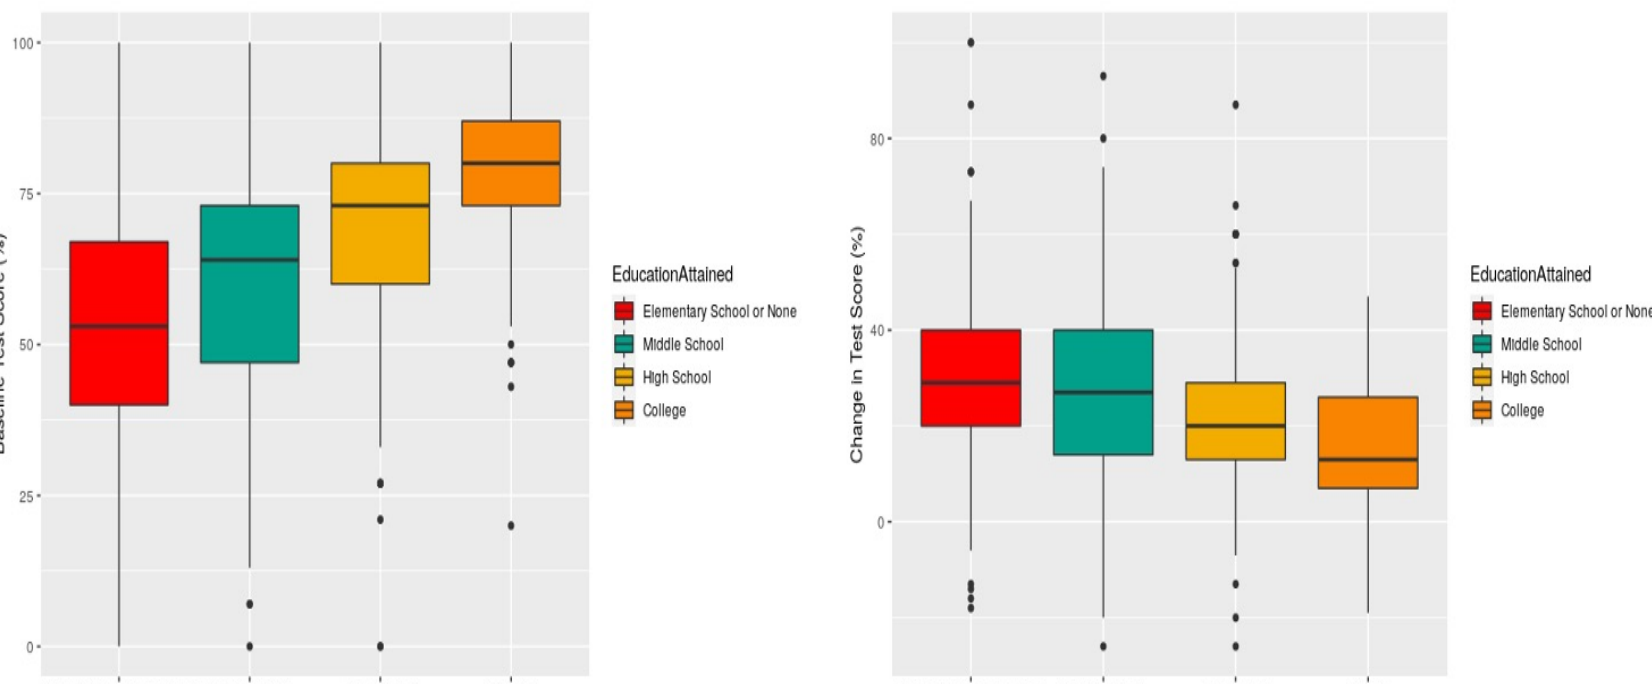 100
75
50
25
0
Baseline Test Score (%)
EducationAttained
Elementary School or None
Middle School
High School
College
80
40
0
Change in Test Score (%)
EducationAttained
Elementary School or None
Middle School
High School
College